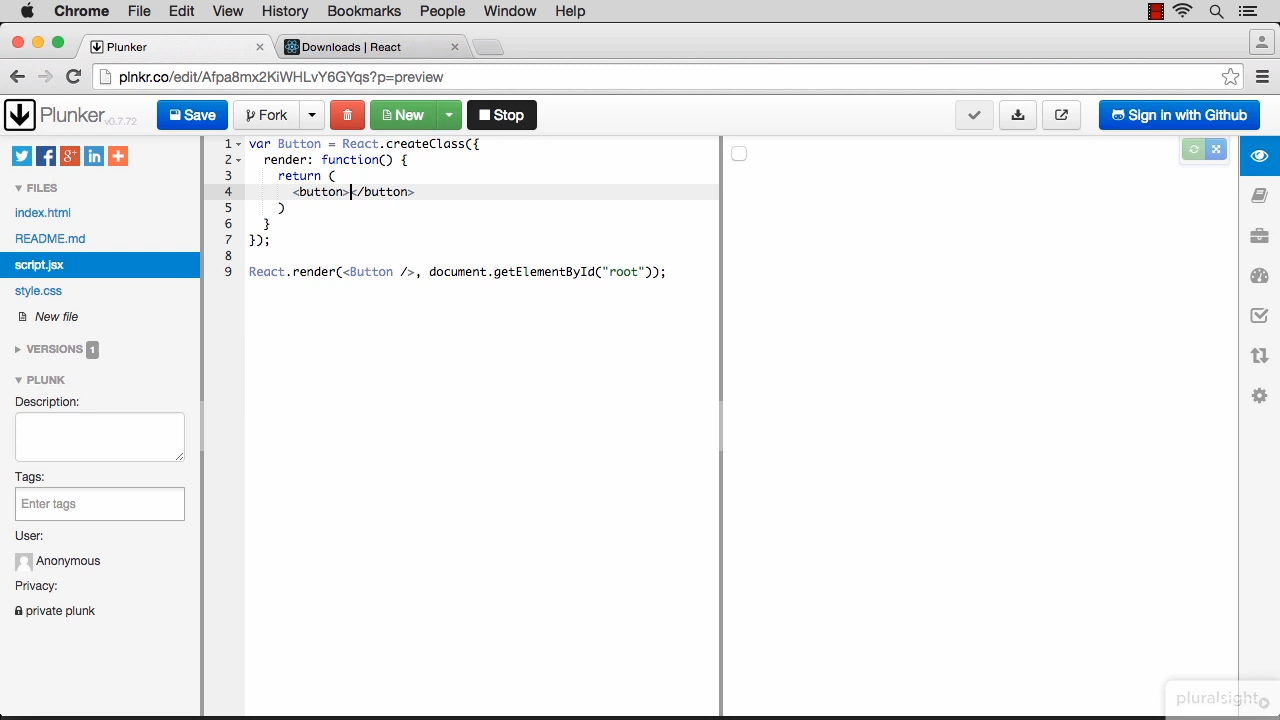 Chrome File Edit View History Bookmarks People Window Help
Plunker
Downloads | React
plnkr.co/edit/Afpa8mx2KiWHLvY6GYqs?p=preview
Plunker v0.7.72
Save
Fork
New
Stop
Sign in with Github
FILES
index.html
README.md
script.jsx
style.css
New file
VERSIONS 1
PLUNK
Description:
Tags:
Enter tags
User:
Anonymous
Privacy:
private plunk
1 var Button = React.createClass({
2 render: function() {
3 return (
4 <button></button>
5 )
6 }
7 });
8
9 React.render(<Button />, document.getElementById("root"));
pluralsight